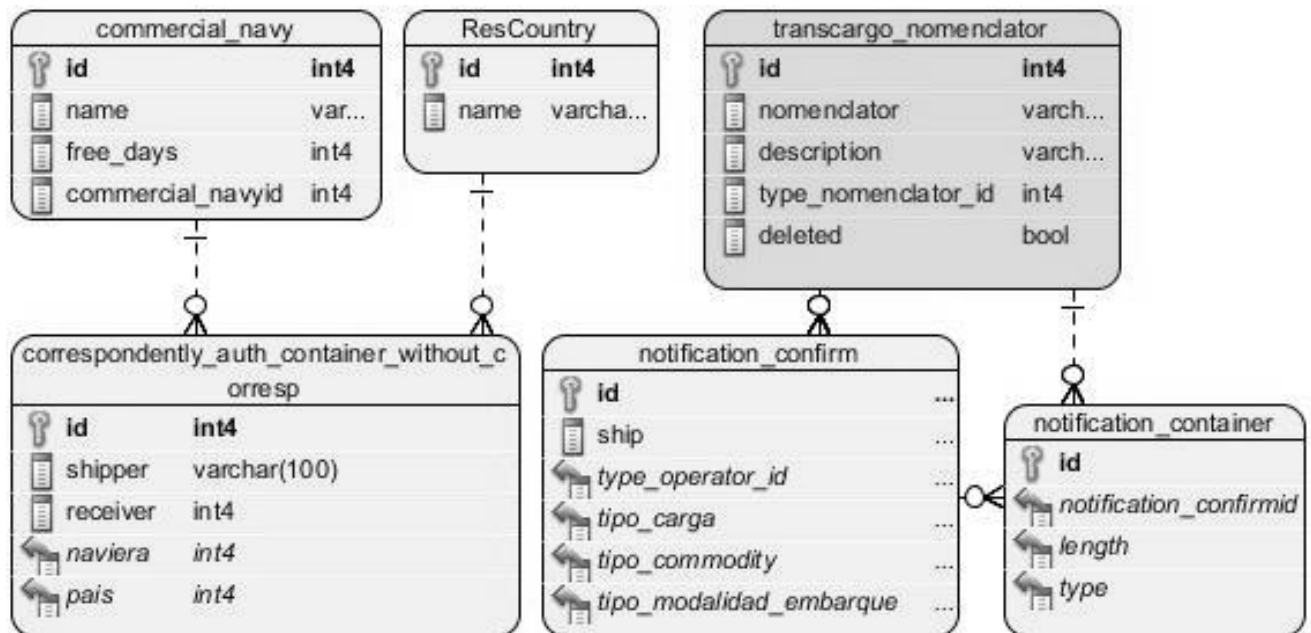 commercial_navy
id int4
name var...
free_days int4
commercial_navyid int4
ResCountry
id int4
name varcha...
transcargo_nomenclator
id int4
nomenclator varch...
description varch...
type_nomenclator_id int4
deleted bool
correspondently_auth_container_without_c
orresp
id int4
shipper varchar(100)
receiver int4
naviera int4
pais int4
notification_confirm
id ...
ship ...
type_operator_id ...
tipo_carga ...
tipo_commodity ...
tipo_modalidad_embarque ...
notification_container
id
notification_confirmid
length
type